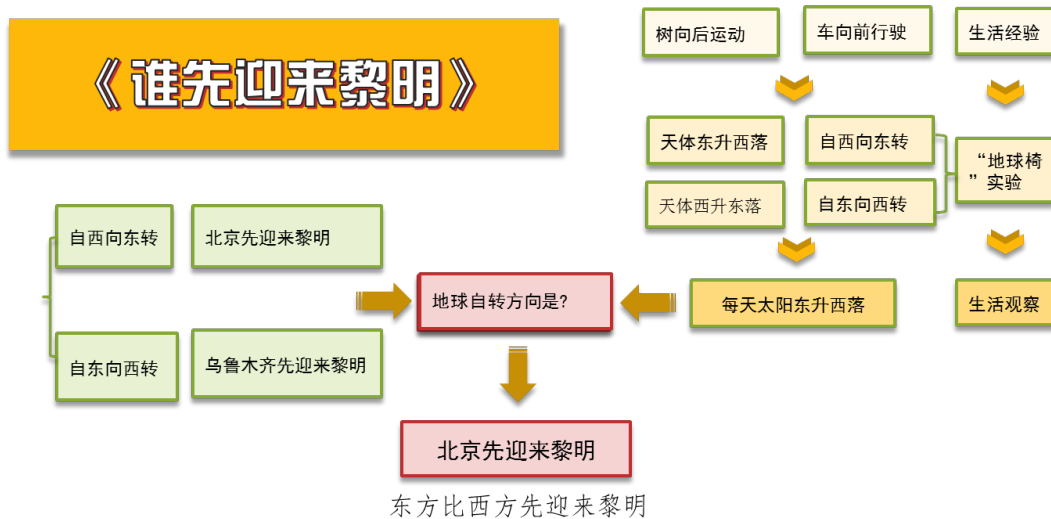 《谁先迎来黎明》
树向后运动
车向前行驶
生活经验
天体东升西落
自西向东转
“地球椅
”实验
天体西升东落
自东向西转
自西向东转
北京先迎来黎明
地球自转方向是?
每天太阳东升西落
生活观察
自东向西转
乌鲁木齐先迎来黎明
北京先迎来黎明
东方比西方先迎来黎明